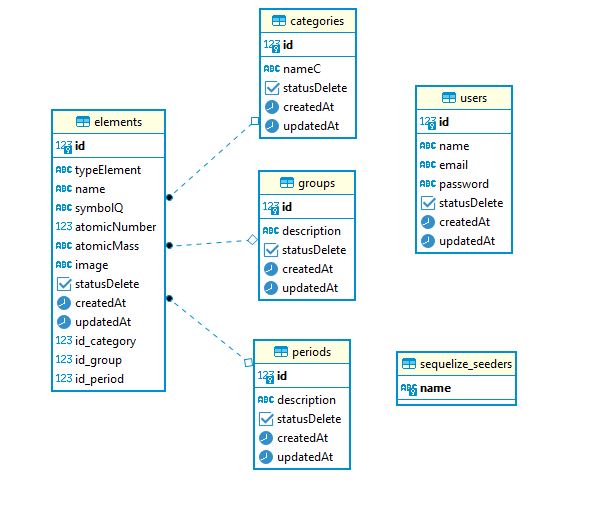 elements
123 id
ABC typeElement
ABC name
ABC symbolQ
123 atomicNumber
ABC atomicMass
ABC image
statusDelete
createdAt
updatedAt
123 id_category
123 id_group
123 id_period
categories
123 id
ABC nameC
statusDelete
createdAt
updatedAt
groups
123 id
ABC description
statusDelete
createdAt
updatedAt
periods
123 id
ABC description
statusDelete
createdAt
updatedAt
users
123 id
ABC name
ABC email
ABC password
statusDelete
createdAt
updatedAt
sequelize_seeders
ABC name